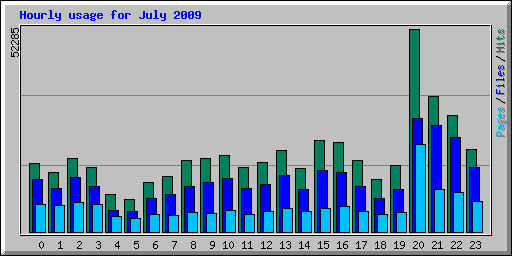 Hourly usage for July 2009
52285
Pages/Files/Hits
0 1 2 3 4 5 6 7 8 9 10 11 12 13 14 15 16 17 18 19 20 21 22 23